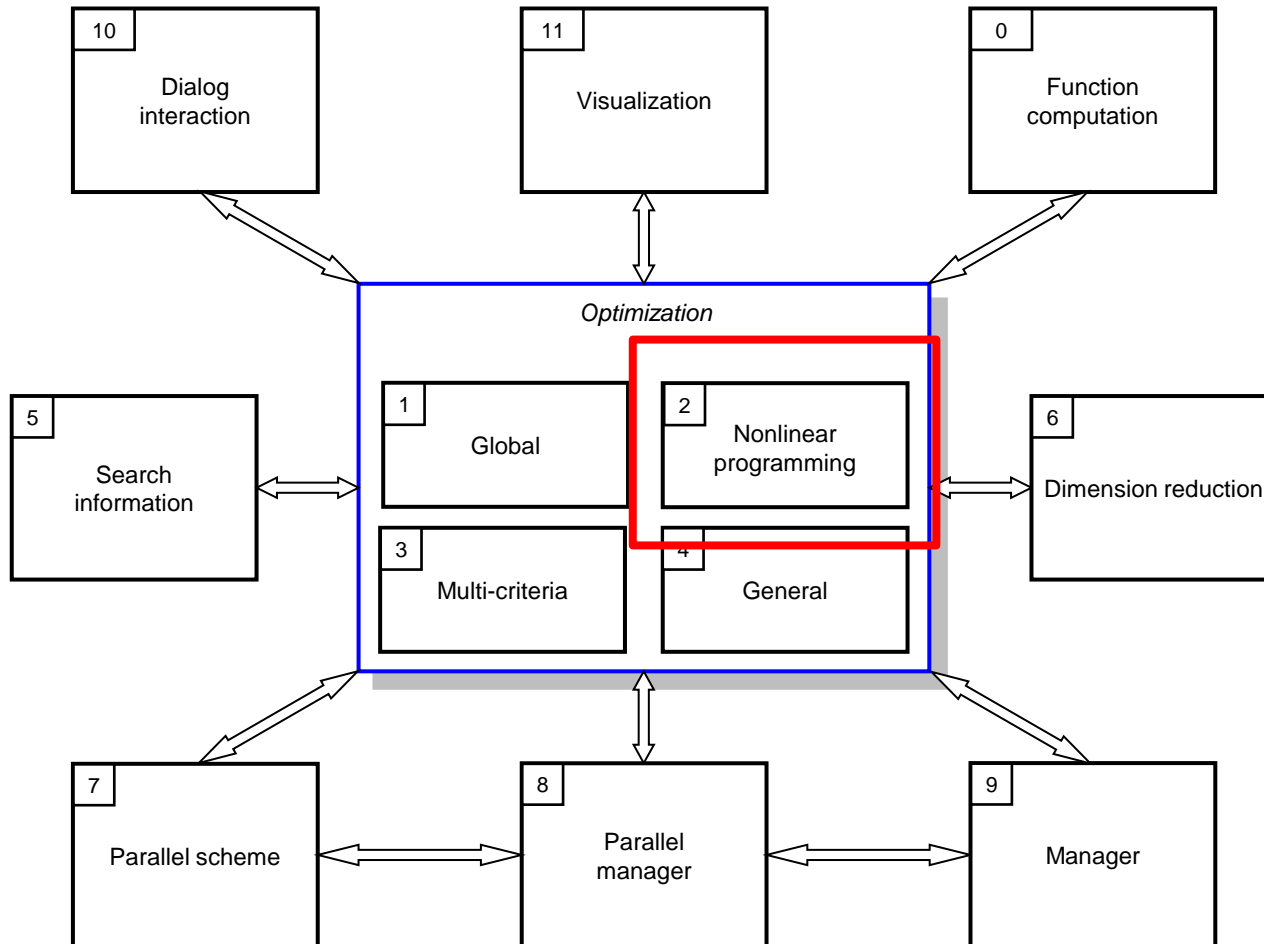 10
Dialog
interaction
11
Visualization
0
Function
computation
Optimization
1
Global
2
Nonlinear
programming
5
Search
information
6
Dimension reduction
3
Multi-criteria
4
General
7
Parallel scheme
8
Parallel
manager
9
Manager